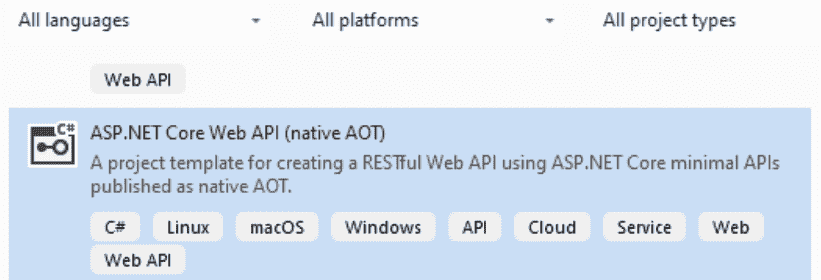 All languages All platforms All project types
Web API
C#
ASP.NET Core Web API (native AOT)
A project template for creating a RESTful Web API using ASP.NET Core minimal APIs
published as native AOT.
C# Linux macOS Windows API Cloud Service Web
Web API